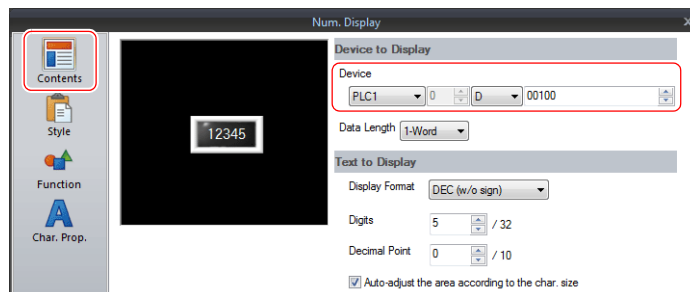 Num. Display
Contents
Style
Function
Char. Prop.
12345
Device to Display
Device
PLC1 0 D 00100
Data Length 1-Word
Text to Display
Display Format DEC (w/o sign)
Digits 5 / 32
Decimal Point 0 / 10
Auto-adjust the area according to the char. size